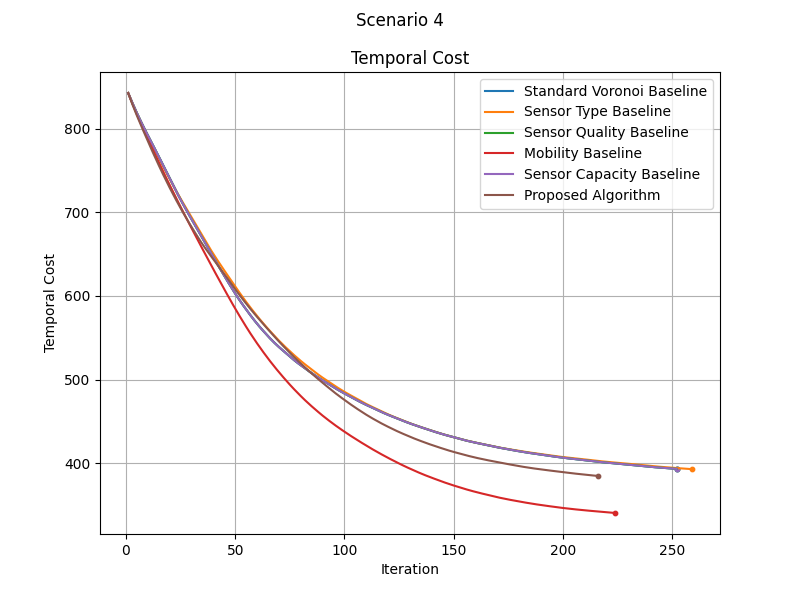 Scenario 4
Temporal Cost
Standard Voronoi Baseline
Sensor Type Baseline
Sensor Quality Baseline
Mobility Baseline
Sensor Capacity Baseline
Proposed Algorithm
Temporal Cost
800
700
600
500
400
0 50 100 150 200 250
Iteration